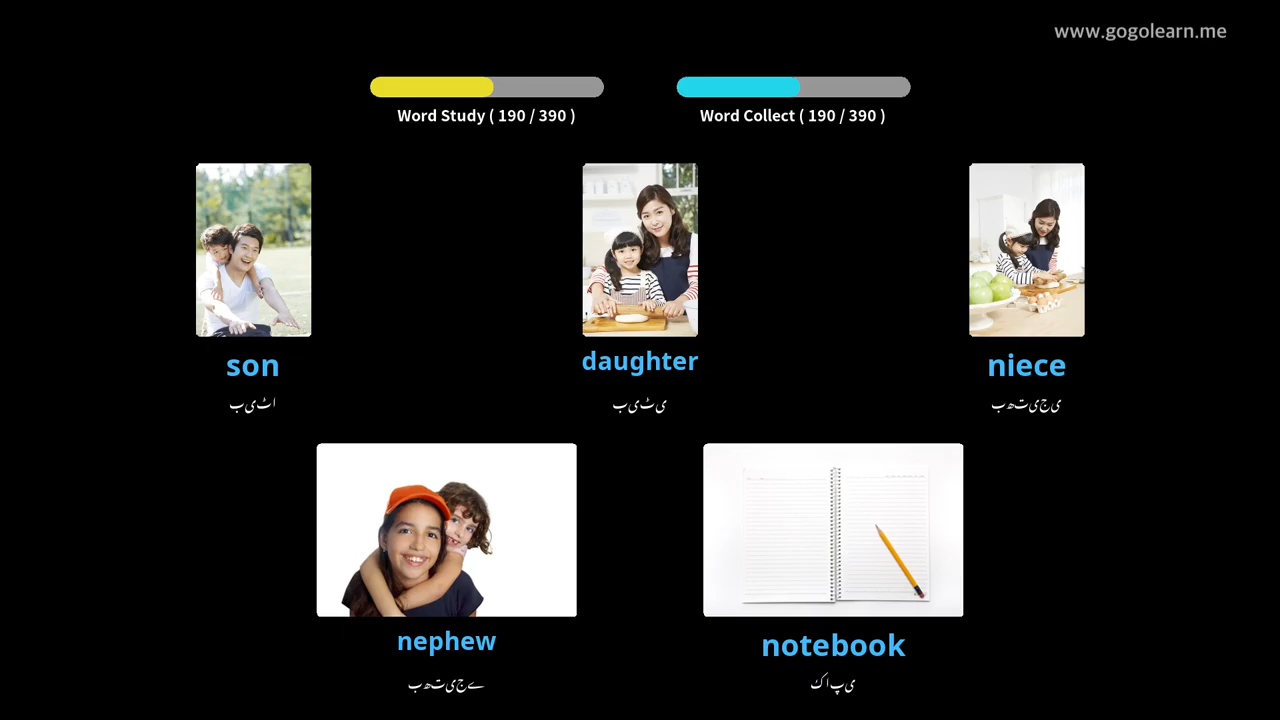 www.gogolearn.me
Word Study ( 190 / 390 )
Word Collect ( 190 / 390 )
son
daughter
niece
بیٹا
بیٹی
بھتیجی
nephew
notebook
بھتیجے
کاپی